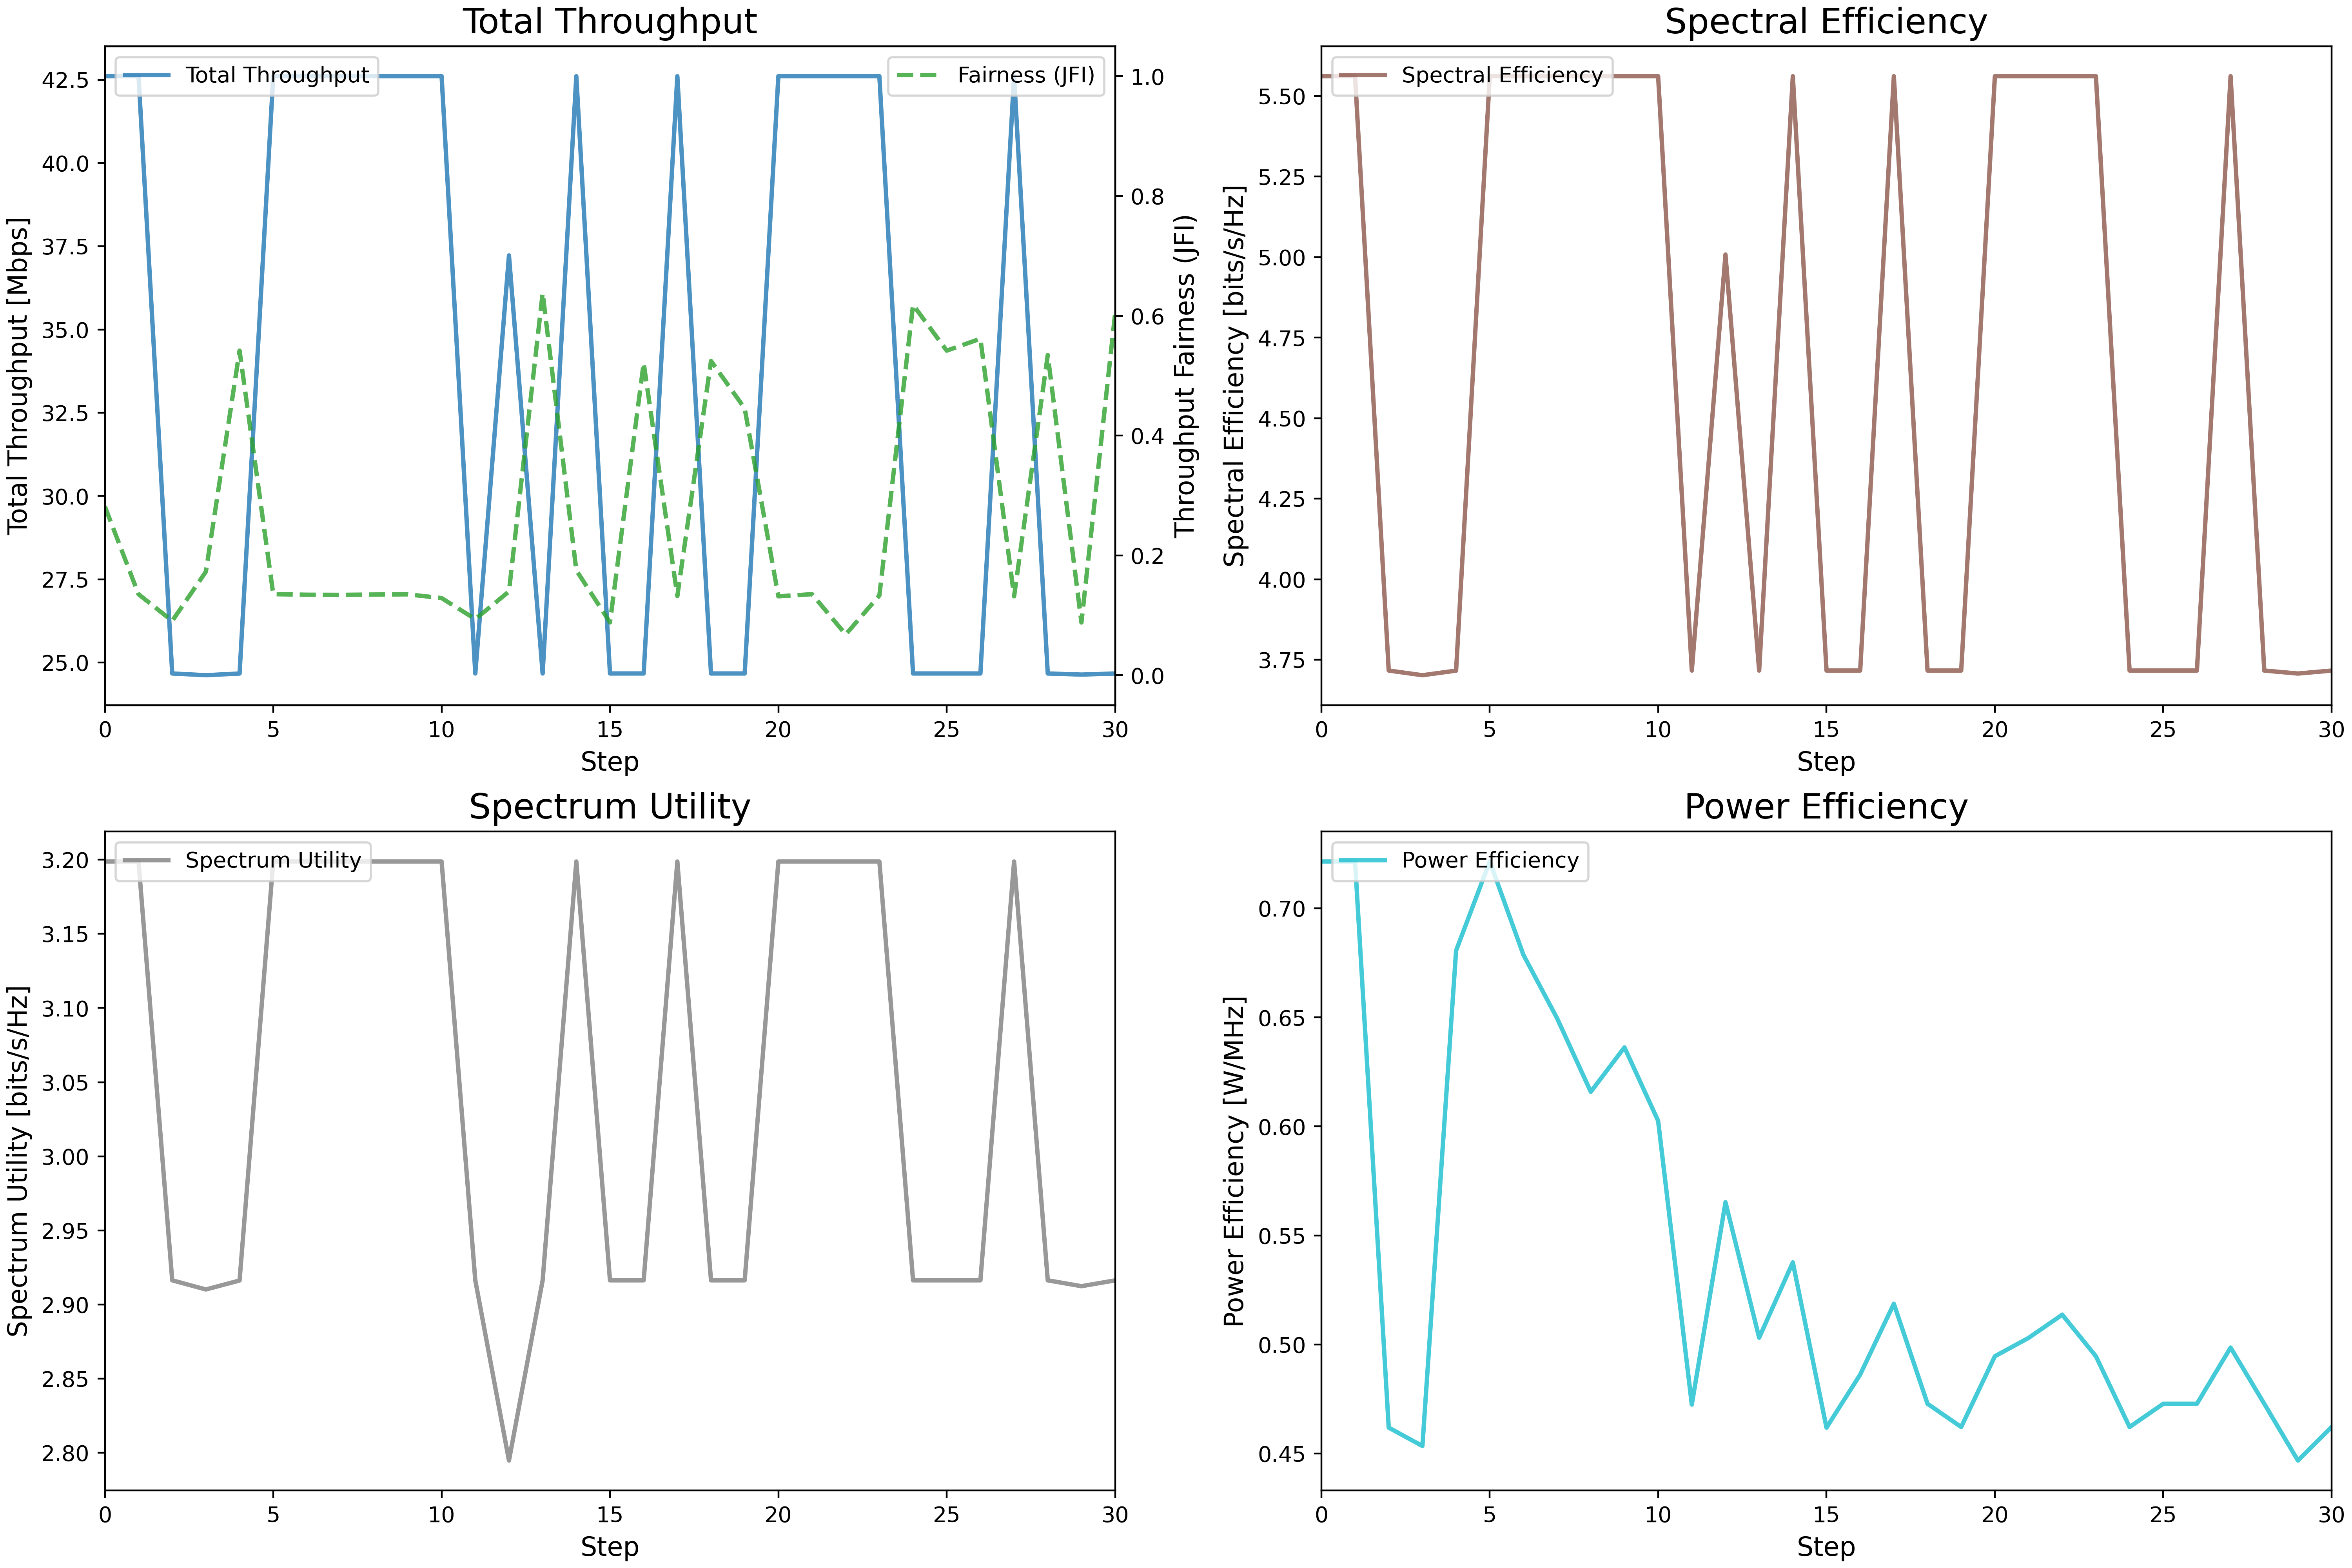 Total Throughput
Total Throughput [Mbps]
42.5
40.0
37.5
35.0
32.5
30.0
27.5
25.0
Total Throughput
Fairness (JFI)
1.0
0.8
0.6
0.4
0.2
0.0
Throughput Fairness (JFI)
0 5 10 15 20 25 30
Step
Spectral Efficiency
Spectral Efficiency [bits/s/Hz]
5.50
5.25
5.00
4.75
4.50
4.25
4.00
3.75
Spectral Efficiency
0 5 10 15 20 25 30
Step
Spectrum Utility
Spectrum Utility [bits/s/Hz]
3.20
3.15
3.10
3.05
3.00
2.95
2.90
2.85
2.80
Spectrum Utility
0 5 10 15 20 25 30
Step
Power Efficiency
Power Efficiency [W/MHz]
0.70
0.65
0.60
0.55
0.50
0.45
Power Efficiency
0 5 10 15 20 25 30
Step